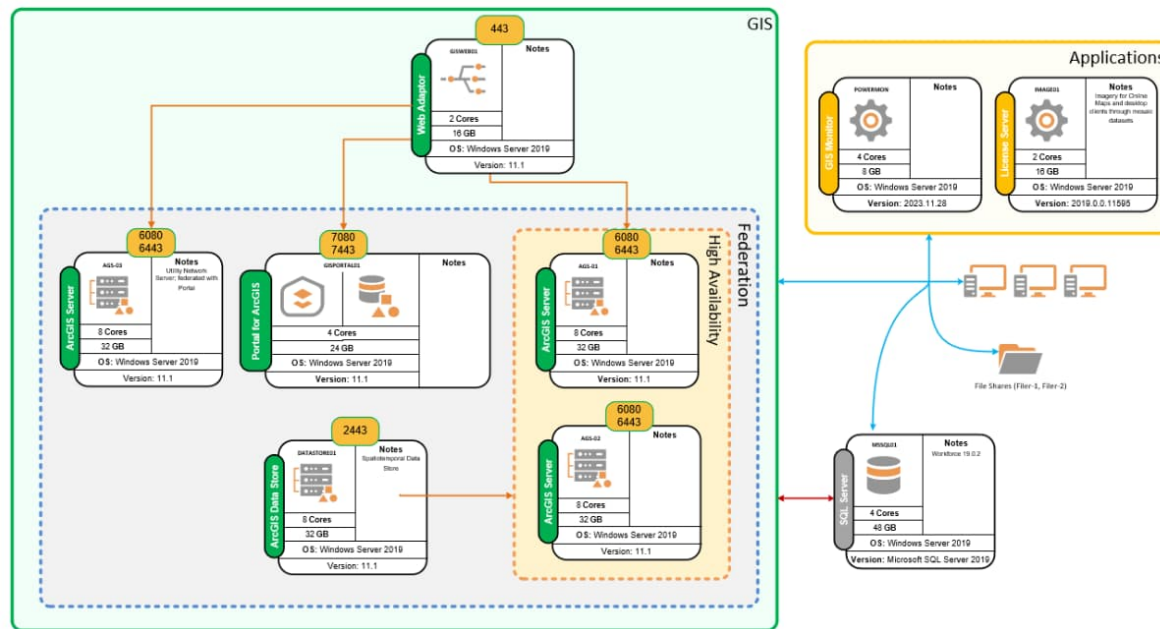 GIS
443
Web Adaptor
GISWEB01
Notes
2 Cores
16 GB
OS: Windows Server 2019
Version: 11.1
Federation
6080
6443
ArcGIS Server
AGS-03
Notes
Utility Network
Server; federated with
Portal
8 Cores
32 GB
OS: Windows Server 2019
Version: 11.1
7080
7443
Portal for ArcGIS
GISPORTAL01
Notes
4 Cores
24 GB
OS: Windows Server 2019
Version: 11.1
High Availability
6080
6443
ArcGIS Server
AGS-01
Notes
8 Cores
32 GB
OS: Windows Server 2019
Version: 11.1
2443
ArcGIS Data Store
DATASTORE01
Notes
Spatiotemporal Data
Store
8 Cores
32 GB
OS: Windows Server 2019
Version: 11.1
6080
6443
ArcGIS Server
AGS-02
Notes
8 Cores
32 GB
OS: Windows Server 2019
Version: 11.1
Applications
GIS Monitor
POWERMON
Notes
4 Cores
8 GB
OS: Windows Server 2019
Version: 2023.11.28
License Server
IMAGE01
Notes
Imagery for Online
Maps and desktop
clients through mosaic
datasets
2 Cores
16 GB
OS: Windows Server 2019
Version: 2019.0.0.11595
File Shares (Filer-1, Filer-2)
SQL Server
MSSQL01
Notes
Workforce 19.0.2
4 Cores
48 GB
OS: Windows Server 2019
Version: Microsoft SQL Server 2019